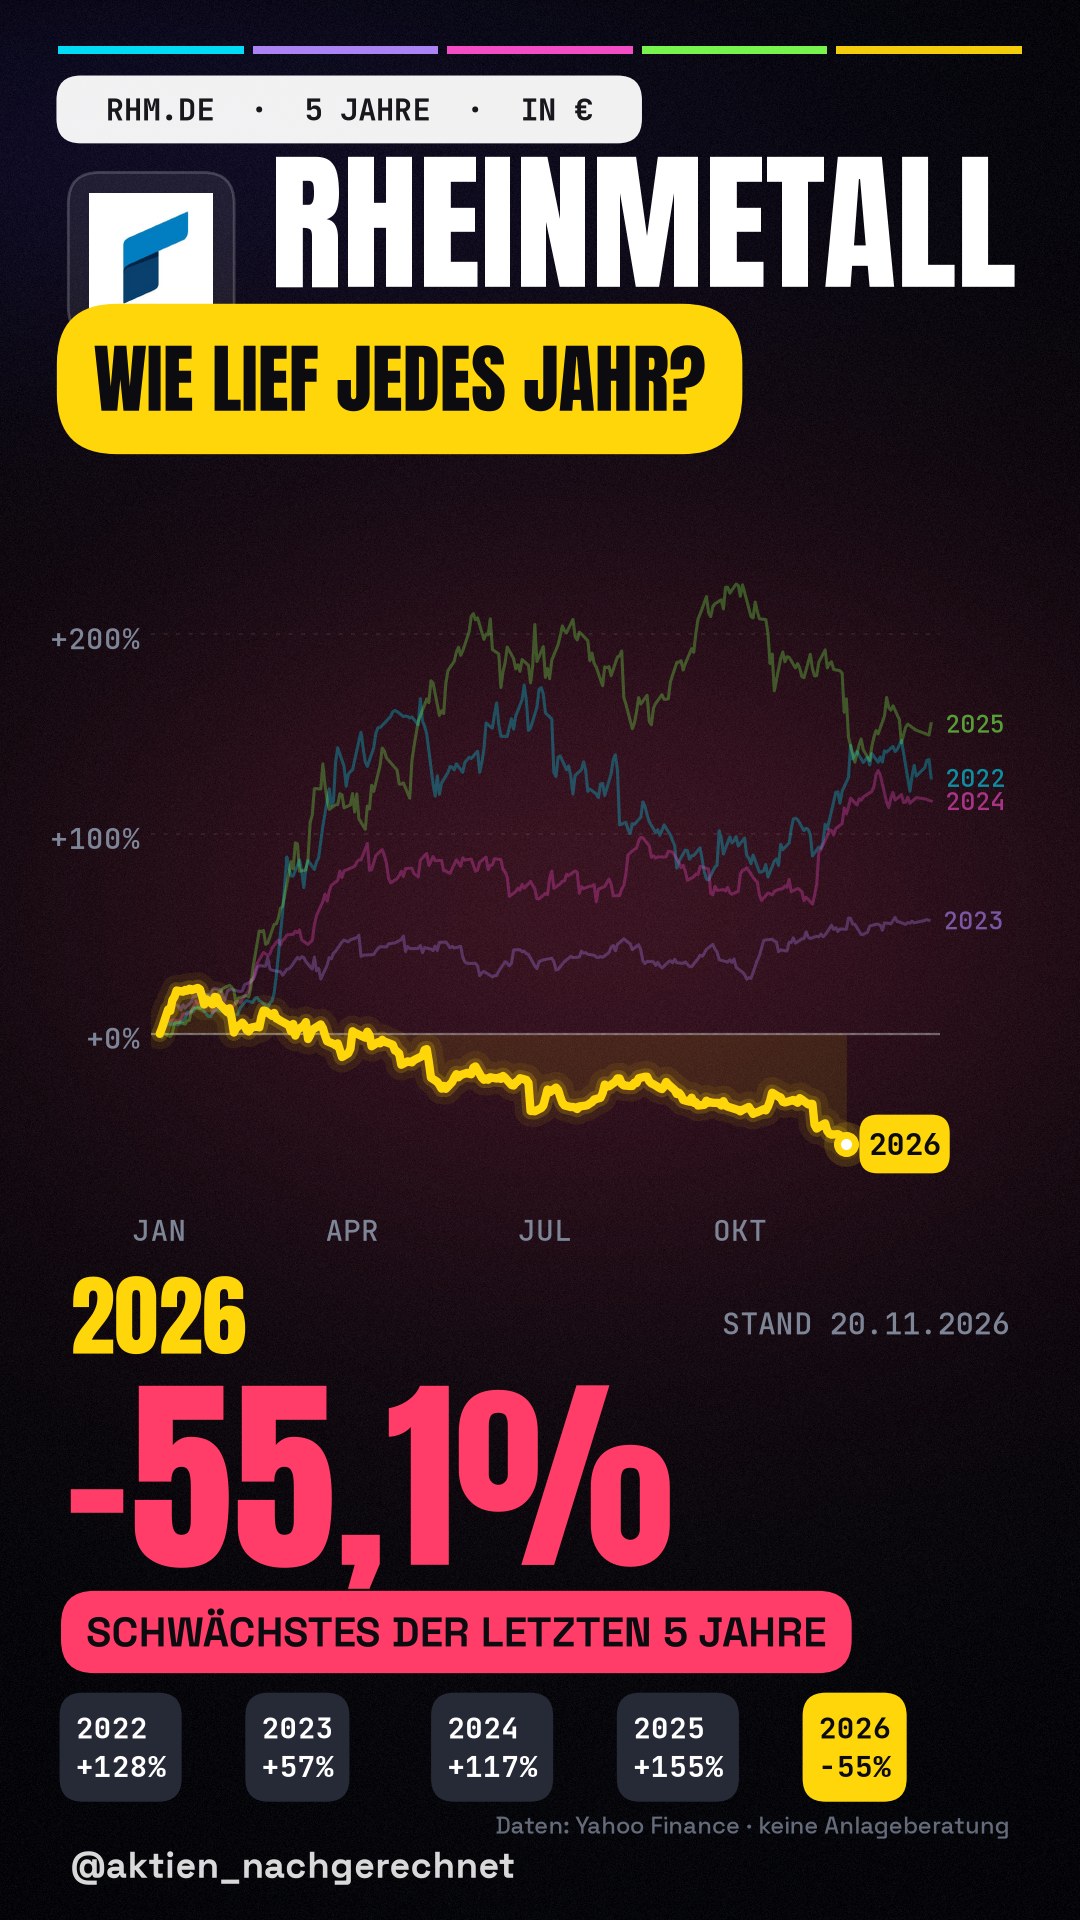 RHM.DE · 5 JAHRE · IN €
RHEINMETALL
WIE LIEF JEDES JAHR?
+200%
+100%
+0%
2025
2022
2024
2023
2026
JAN APR JUL OKT
2026
STAND 20.11.2026
-55,1%
SCHWÄCHSTES DER LETZTEN 5 JAHRE
2022
+128%
2023
+57%
2024
+117%
2025
+155%
2026
-55%
Daten: Yahoo Finance · keine Anlageberatung
@aktien_nachgerechnet